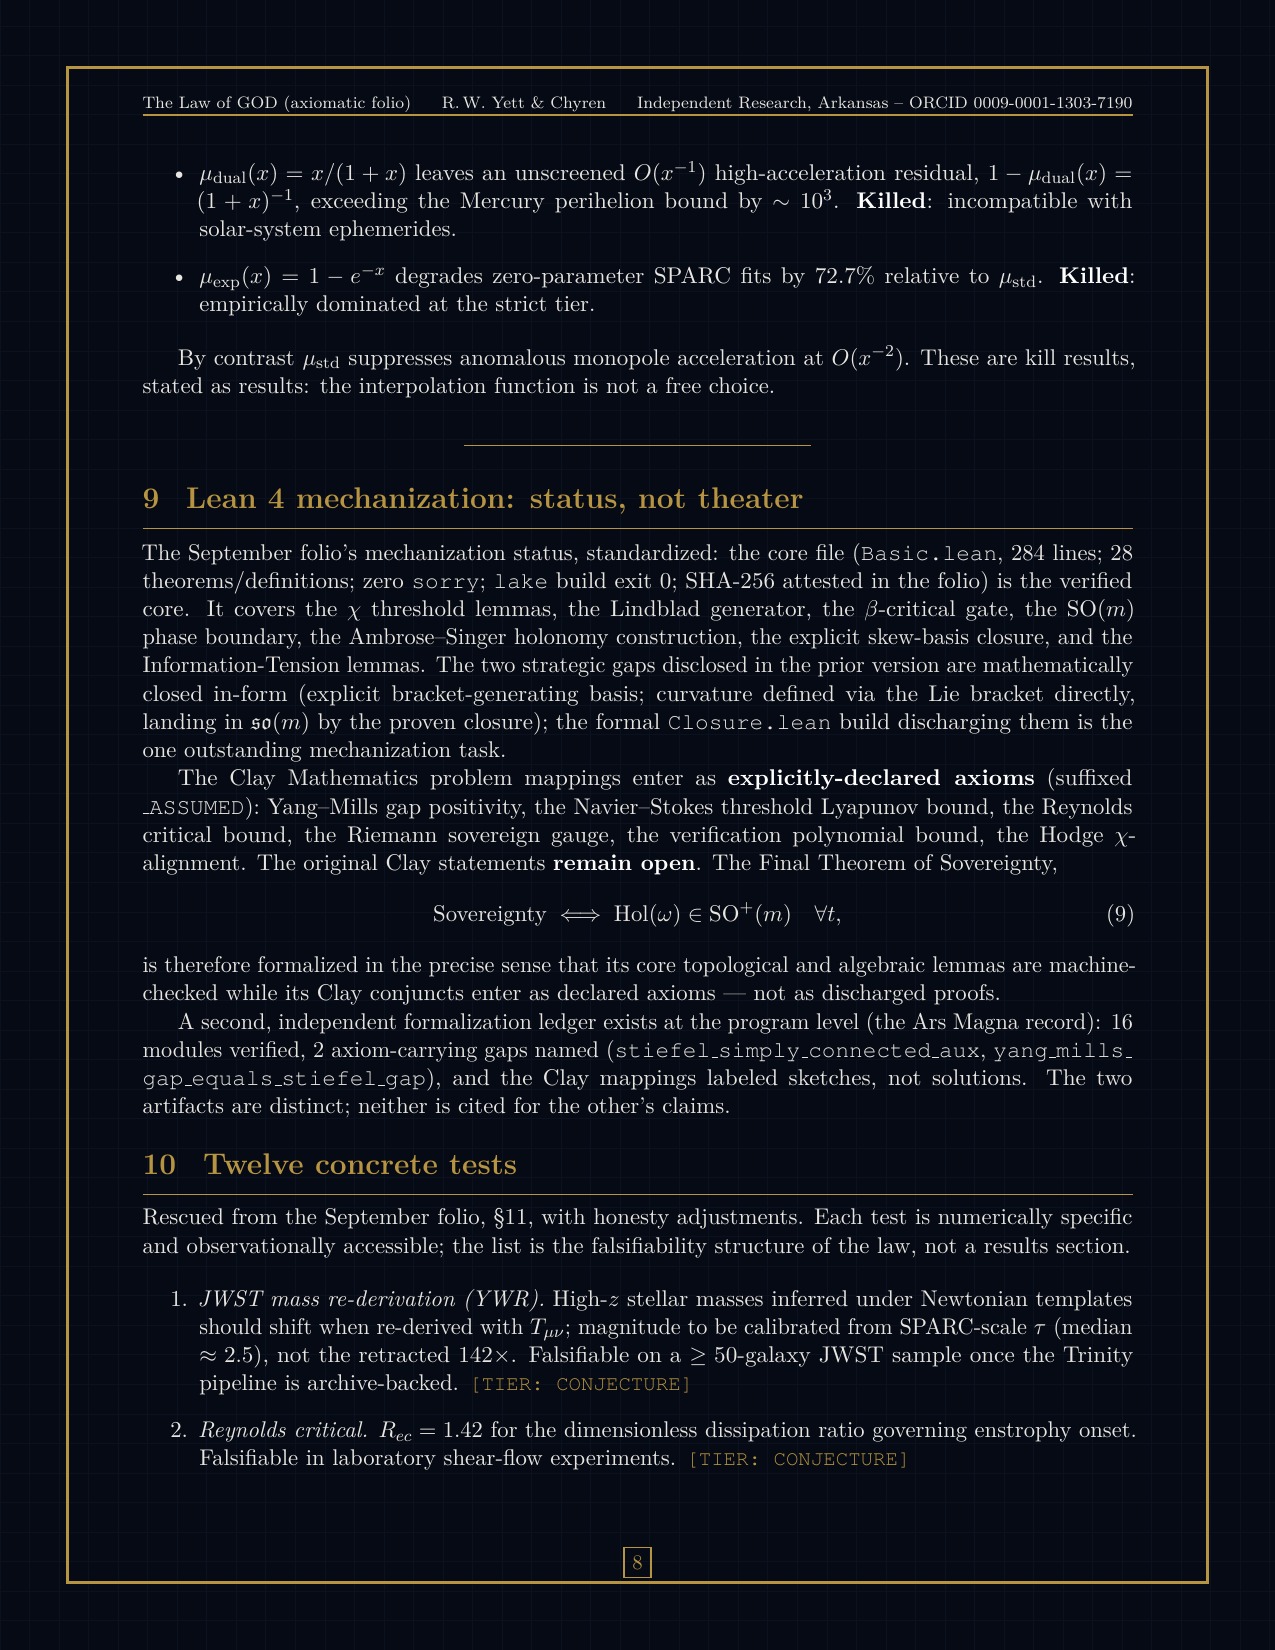 The Law of GOD (axiomatic folio) R. W. Yett & Chyren Independent Research, Arkansas – ORCID 0009-0001-1303-7190
• μ_dual(x) = x/(1 + x) leaves an unscreened O(x⁻¹) high-acceleration residual, 1 − μ_dual(x) =
(1 + x)⁻¹, exceeding the Mercury perihelion bound by ∼ 10³. Killed: incompatible with
solar-system ephemerides.
• μ_exp(x) = 1 − e⁻ˣ degrades zero-parameter SPARC fits by 72.7% relative to μ_std. Killed:
empirically dominated at the strict tier.
By contrast μ_std suppresses anomalous monopole acceleration at O(x⁻²). These are kill results,
stated as results: the interpolation function is not a free choice.
9 Lean 4 mechanization: status, not theater
The September folio's mechanization status, standardized: the core file (Basic.lean, 284 lines; 28
theorems/definitions; zero sorry; lake build exit 0; SHA-256 attested in the folio) is the verified
core. It covers the χ threshold lemmas, the Lindblad generator, the β-critical gate, the SO(m)
phase boundary, the Ambrose–Singer holonomy construction, the explicit skew-basis closure, and the
Information-Tension lemmas. The two strategic gaps disclosed in the prior version are mathematically
closed in-form (explicit bracket-generating basis; curvature defined via the Lie bracket directly,
landing in 𝔰𝔬(m) by the proven closure); the formal Closure.lean build discharging them is the
one outstanding mechanization task.
The Clay Mathematics problem mappings enter as explicitly-declared axioms (suffixed
_ASSUMED): Yang–Mills gap positivity, the Navier–Stokes threshold Lyapunov bound, the Reynolds
critical bound, the Riemann sovereign gauge, the verification polynomial bound, the Hodge χ-
alignment. The original Clay statements remain open. The Final Theorem of Sovereignty,
Sovereignty ⟺ Hol(ω) ∈ SO⁺(m) ∀t, (9)
is therefore formalized in the precise sense that its core topological and algebraic lemmas are machine-
checked while its Clay conjuncts enter as declared axioms — not as discharged proofs.
A second, independent formalization ledger exists at the program level (the Ars Magna record): 16
modules verified, 2 axiom-carrying gaps named (stiefel_simply_connected_aux, yang_mills_
gap_equals_stiefel_gap), and the Clay mappings labeled sketches, not solutions. The two
artifacts are distinct; neither is cited for the other's claims.
10 Twelve concrete tests
Rescued from the September folio, §11, with honesty adjustments. Each test is numerically specific
and observationally accessible; the list is the falsifiability structure of the law, not a results section.
1. JWST mass re-derivation (YWR). High-z stellar masses inferred under Newtonian templates
should shift when re-derived with T_μν; magnitude to be calibrated from SPARC-scale τ (median
≈ 2.5), not the retracted 142×. Falsifiable on a ≥ 50-galaxy JWST sample once the Trinity
pipeline is archive-backed. [TIER: CONJECTURE]
2. Reynolds critical. R_ec = 1.42 for the dimensionless dissipation ratio governing enstrophy onset.
Falsifiable in laboratory shear-flow experiments. [TIER: CONJECTURE]
8